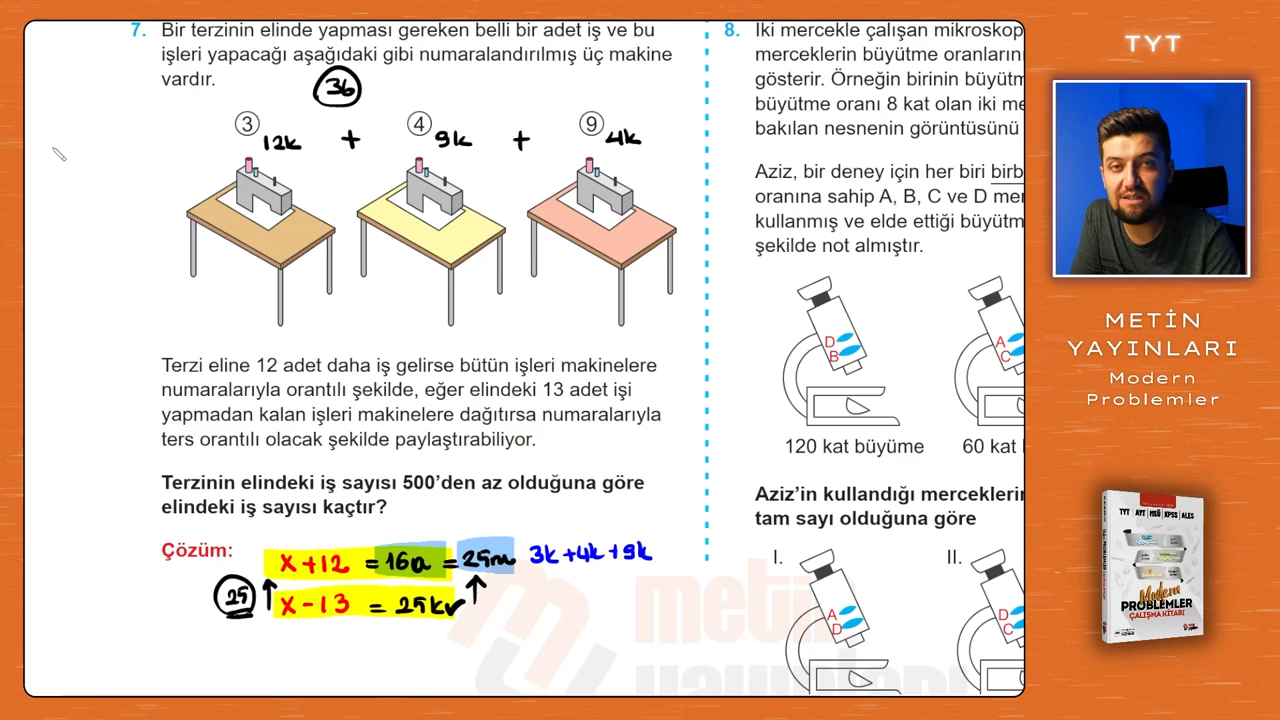 7. Bir terzinin elinde yapması gereken belli bir adet iş ve bu
işleri yapacağı aşağıdaki gibi numaralandırılmış üç makine
vardır.
36
3 4 9
12k + 9k + 4k
Terzi eline 12 adet daha iş gelirse bütün işleri makinelere
numaralarıyla orantılı şekilde, eğer elindeki 13 adet işi
yapmadan kalan işleri makinelere dağıtırsa numaralarıyla
ters orantılı olacak şekilde paylaştırabiliyor.
Terzinin elindeki iş sayısı 500'den az olduğuna göre
elindeki iş sayısı kaçtır?
Çözüm:
x+12 = 16a = 25m 3k+4k+9k
25 x-13 = 25k
8. İki mercekle çalışan mikroskop
merceklerin büyütme oranlarını
gösterir. Örneğin birinin büyütm
büyütme oranı 8 kat olan iki me
bakılan nesnenin görüntüsünü
Aziz, bir deney için her biri birb
oranına sahip A, B, C ve D mer
kullanmış ve elde ettiği büyütm
şekilde not almıştır.
D
B
A
C
120 kat büyüme 60 kat
Aziz'in kullandığı merceklerin
tam sayı olduğuna göre
I. II.
A
D
D
C
metin
TYT
METİN
YAYINLARI
Modern
Problemler
TYT AYT MSÜ KPSS ALES
Modern
PROBLEMLER
ÇALIŞMA KİTABI